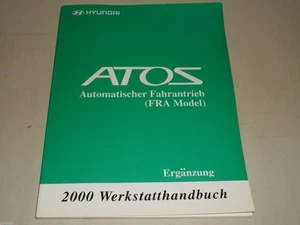 HYUNDAI
ATOS
Automatischer Fahrantrieb
(FRA Model)
Ergänzung
2000 Werkstatthandbuch